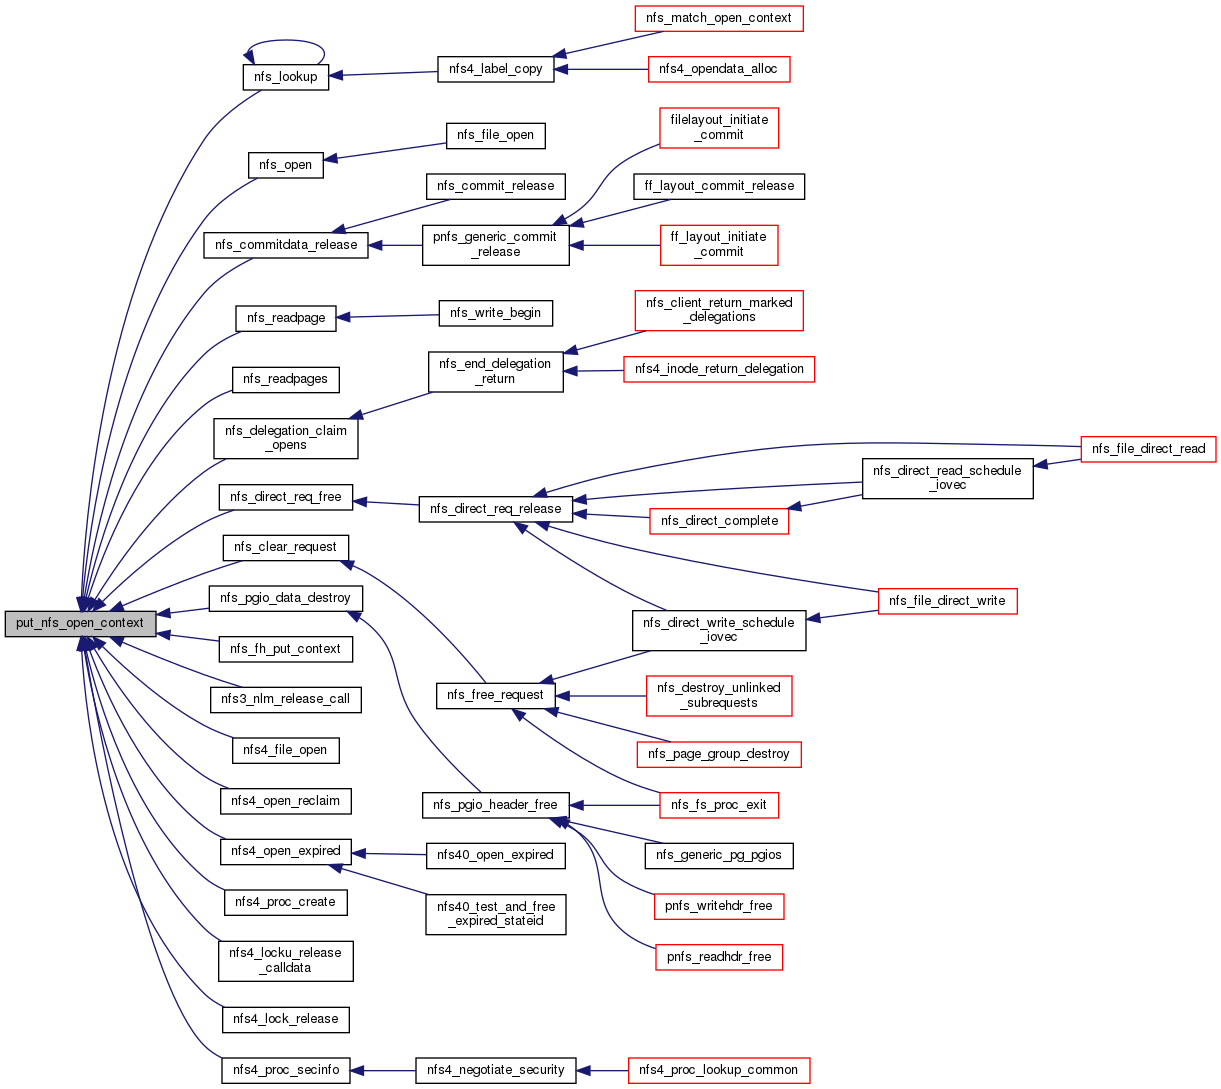 nfs_match_open_context
nfs_lookup
nfs4_label_copy
nfs4_opendata_alloc
filelayout_initiate
_commit
nfs_file_open
nfs_open
nfs_commit_release
ff_layout_commit_release
nfs_commitdata_release
pnfs_generic_commit
_release
ff_layout_initiate
_commit
nfs_client_return_marked
_delegations
nfs_readpage
nfs_write_begin
nfs_end_delegation
_return
nfs4_inode_return_delegation
nfs_readpages
nfs_delegation_claim
_opens
nfs_file_direct_read
nfs_direct_read_schedule
_iovec
nfs_direct_req_free
nfs_direct_req_release
nfs_direct_complete
nfs_clear_request
nfs_pgio_data_destroy
nfs_file_direct_write
put_nfs_open_context
nfs_direct_write_schedule
_iovec
nfs_fh_put_context
nfs3_nlm_release_call
nfs_free_request
nfs_destroy_unlinked
_subrequests
nfs4_file_open
nfs_page_group_destroy
nfs4_open_reclaim
nfs_pgio_header_free
nfs_fs_proc_exit
nfs4_open_expired
nfs40_open_expired
nfs_generic_pg_pgios
nfs4_proc_create
nfs40_test_and_free
_expired_stateid
pnfs_writehdr_free
nfs4_locku_release
_calldata
pnfs_readhdr_free
nfs4_lock_release
nfs4_proc_secinfo
nfs4_negotiate_security
nfs4_proc_lookup_common